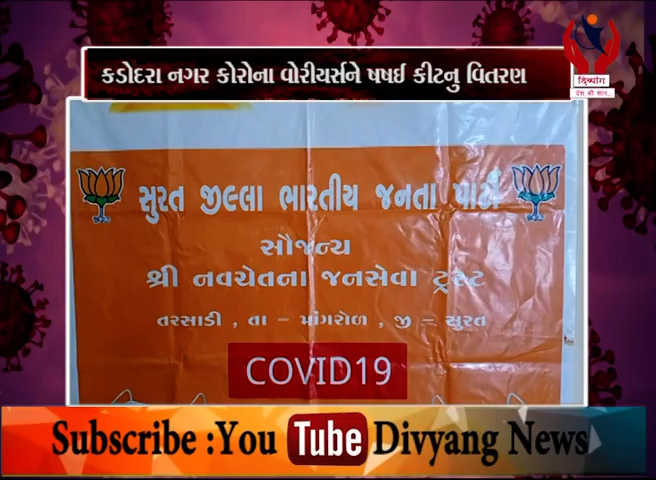 કડોદરા નગર કોરોના વોરીયર્સને ષષઈ કીટનુ વિતરણ
दिव्यांग
देश की शान...
સુરત જીલ્લા ભારતીય જનતા પાર્ટી
સૌજન્ય
શ્રી નવચેતના જનસેવા ટ્રસ્ટ
તરસાડી , તા - માંગરોળ , જી - સુરત
COVID19
Subscribe :You Tube Divyang News